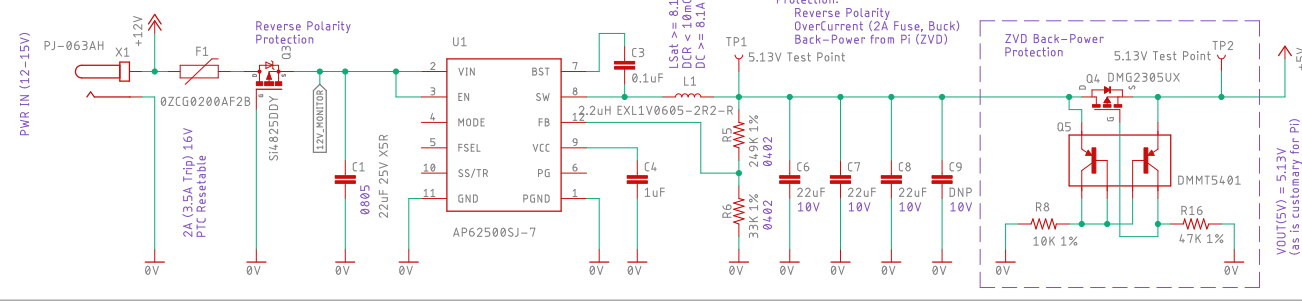 PWR IN (12-15V)
PJ-063AH
X1
+12V
F1
0ZCG0200AF2B
2A (3.5A Trip) 16V
PTC Resetable
0V
Reverse Polarity
Protection
Q3
D
S
G
Si4825DDY
0V
12V_MONITOR
C1
0805
22uF 25V X5R
0V
0V
U1
2 VIN
3 EN
4 MODE
5 FSEL
10 SS/TR
11 GND
BST 7
SW 8
FB 12
VCC 9
PG 6
PGND 1
AP62500SJ-7
0V
C3
0.1uF
C4
1uF
0V
LSat >= 8.1
DCR < 10m
DC >= 8.1A
L1
2.2uH EXL1V0605-2R2-R
Protection:
Reverse Polarity
OverCurrent (2A Fuse, Buck)
Back-Power from Pi (ZVD)
TP1
5.13V Test Point
R5
249K 1%
0402
R6
33K 1%
0402
0V
C6
22uF
10V
0V
C7
22uF
10V
0V
C8
22uF
10V
0V
C9
DNP
10V
0V
ZVD Back-Power
Protection
5.13V Test Point
TP2
Q4 DMG2305UX
D
S
G
Q5
DMMT5401
R8
10K 1%
0V
R16
47K 1%
0V
+5V
VOUT(5V) = 5.13V
(as is customary for Pi)